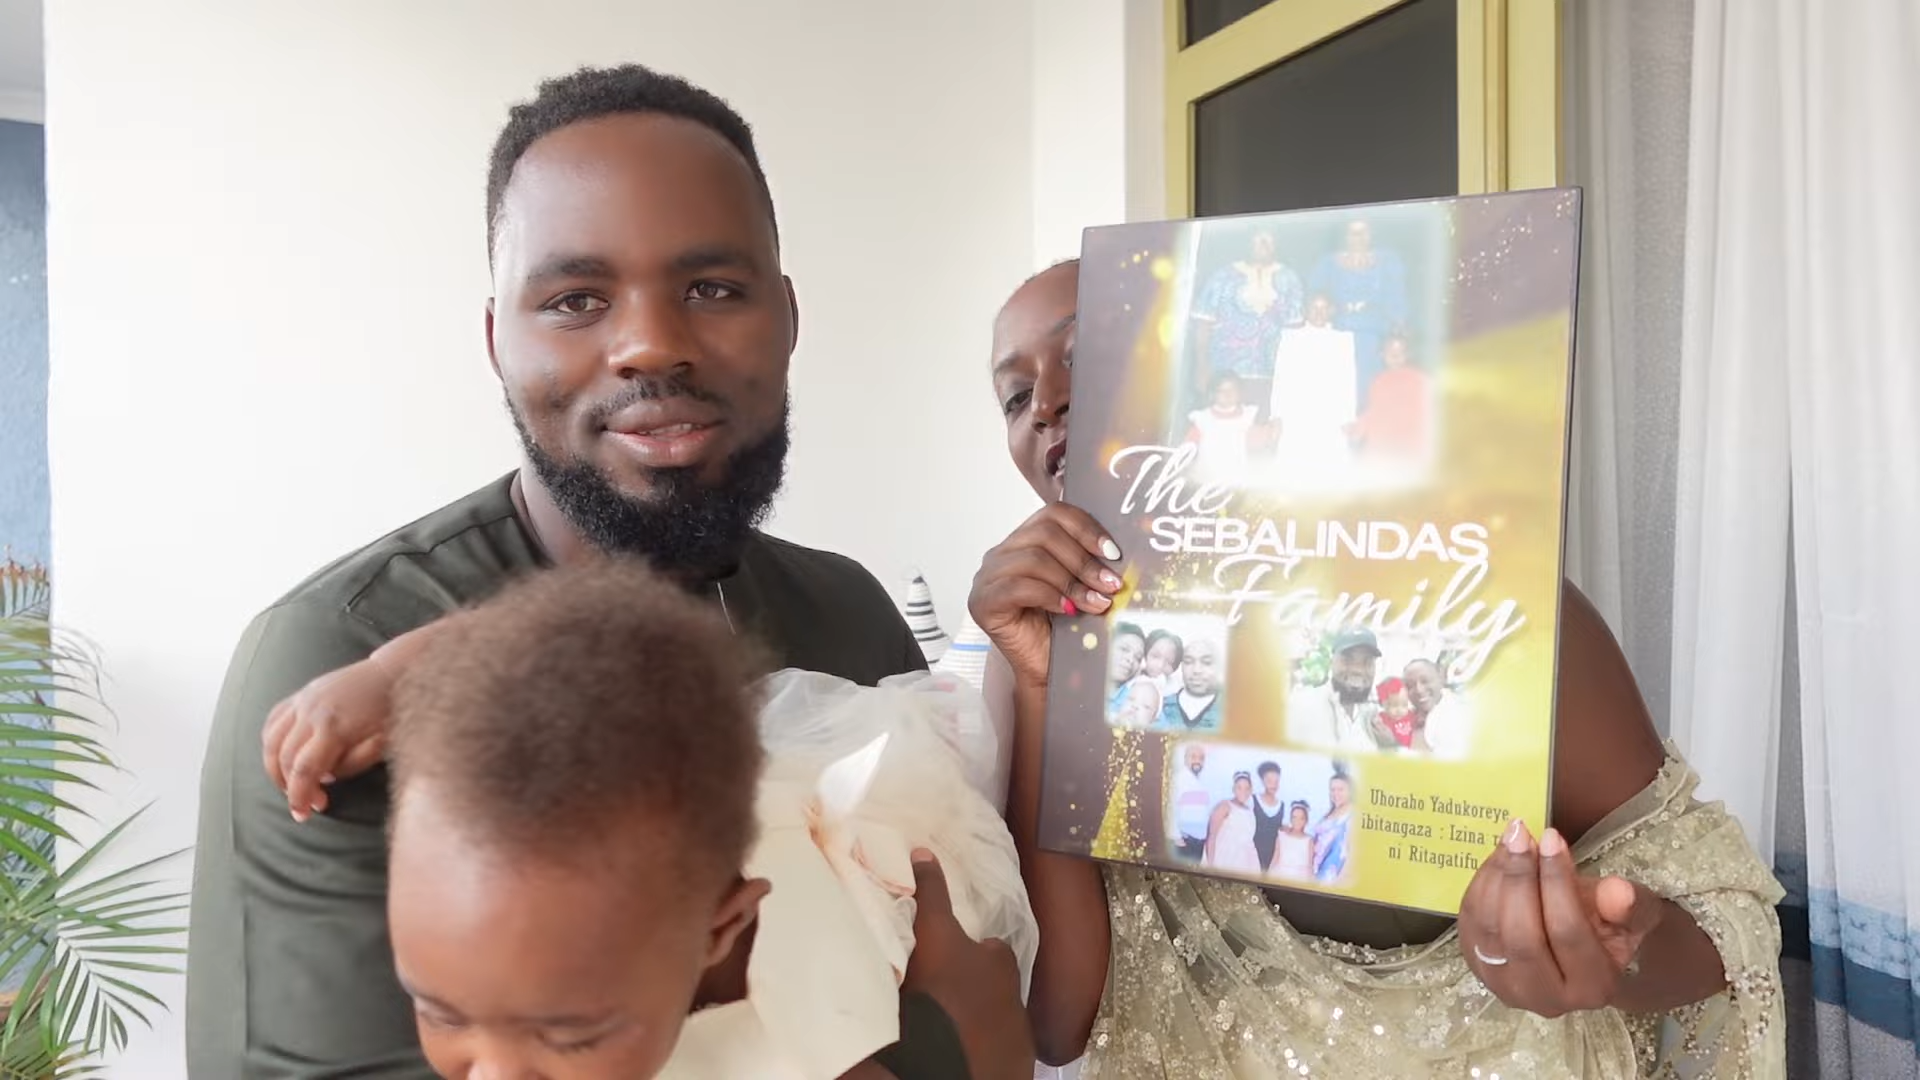 The
SEBALINDAS
Family
Uhoraho Yadukoreye
ibitangaza : Izina
ni Ritagatifu